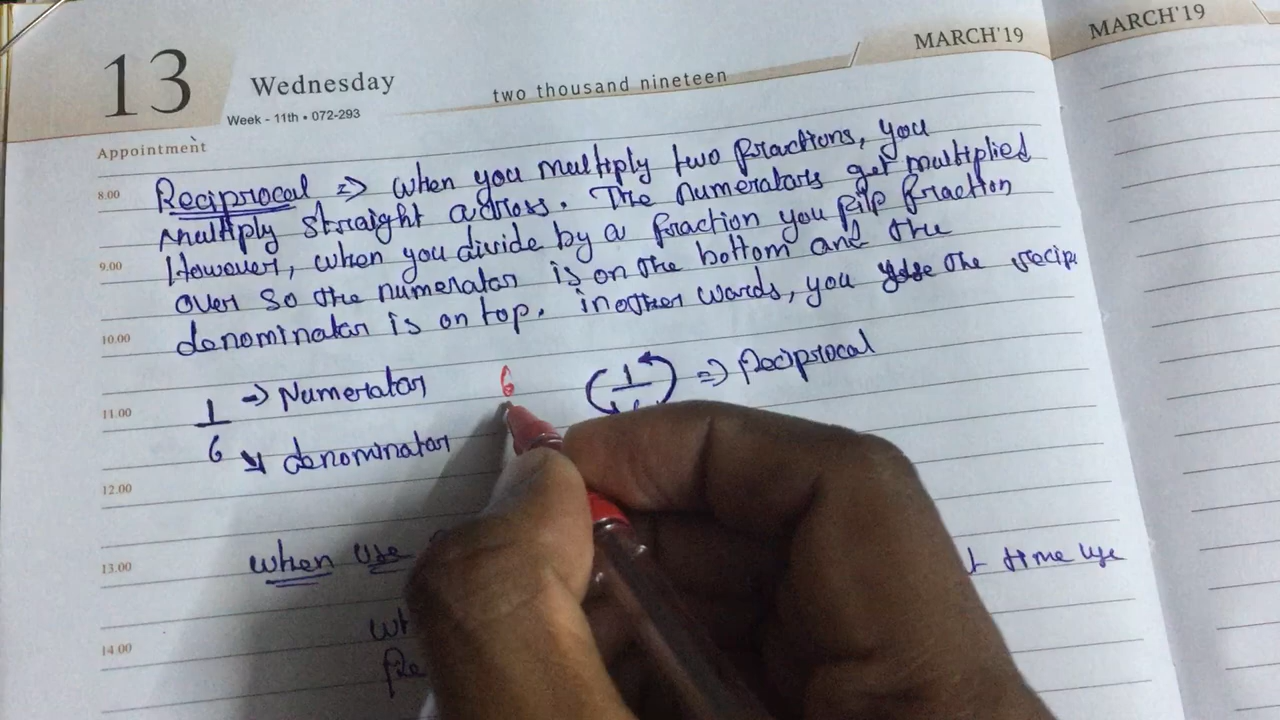 13 Wednesday two thousand nineteen MARCH'19 MARCH'19
Week - 11th • 072-293
Appointment
8.00 Reciprocal => when you multiply two fractions, you
multiply straight across. The numerators get multiplied
9.00 However, when you divide by a fraction you filp fraction
over so the numerator is on the bottom and the
10.00 denominator is on top. in other words, you use the recip
11.00 1 => Numerator 6 ( 1 ) => Reciprocal
6 denominator
12.00
13.00 when use time use
14.00